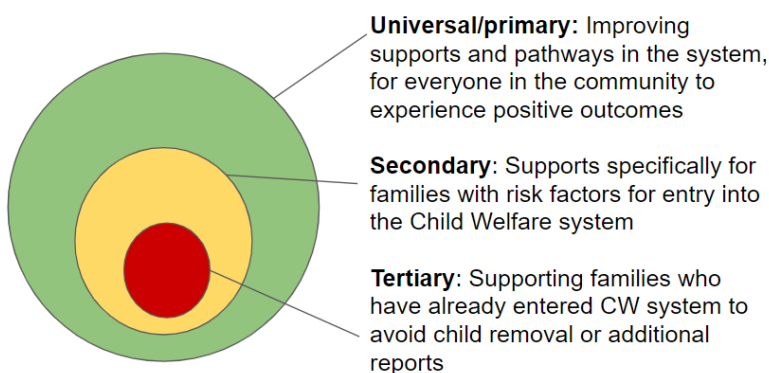 Universal/primary: Improving
supports and pathways in the system,
for everyone in the community to
experience positive outcomes
Secondary: Supports specifically for
families with risk factors for entry into
the Child Welfare system
Tertiary: Supporting families who
have already entered CW system to
avoid child removal or additional
reports